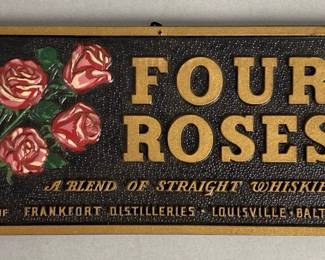 FOUR
ROSES
A BLEND OF STRAIGHT WHISKIE
OF FRANKFORT DISTILLERIES • LOUISVILLE • BALT